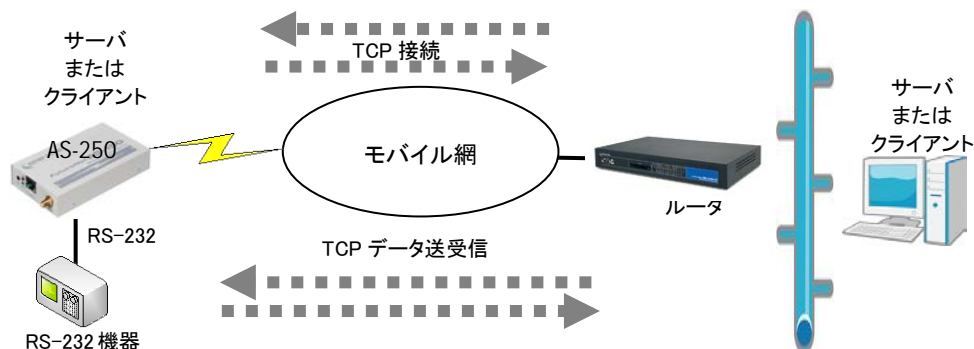 サーバ
または
クライアント
TCP 接続
AS-250
モバイル網
サーバ
または
クライアント
ルータ
RS-232
TCP データ送受信
RS-232 機器